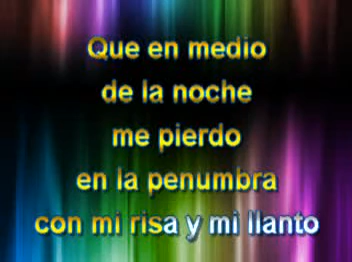 Que en medio
de la noche
me pierdo
en la penumbra
con mi risa y mi llanto